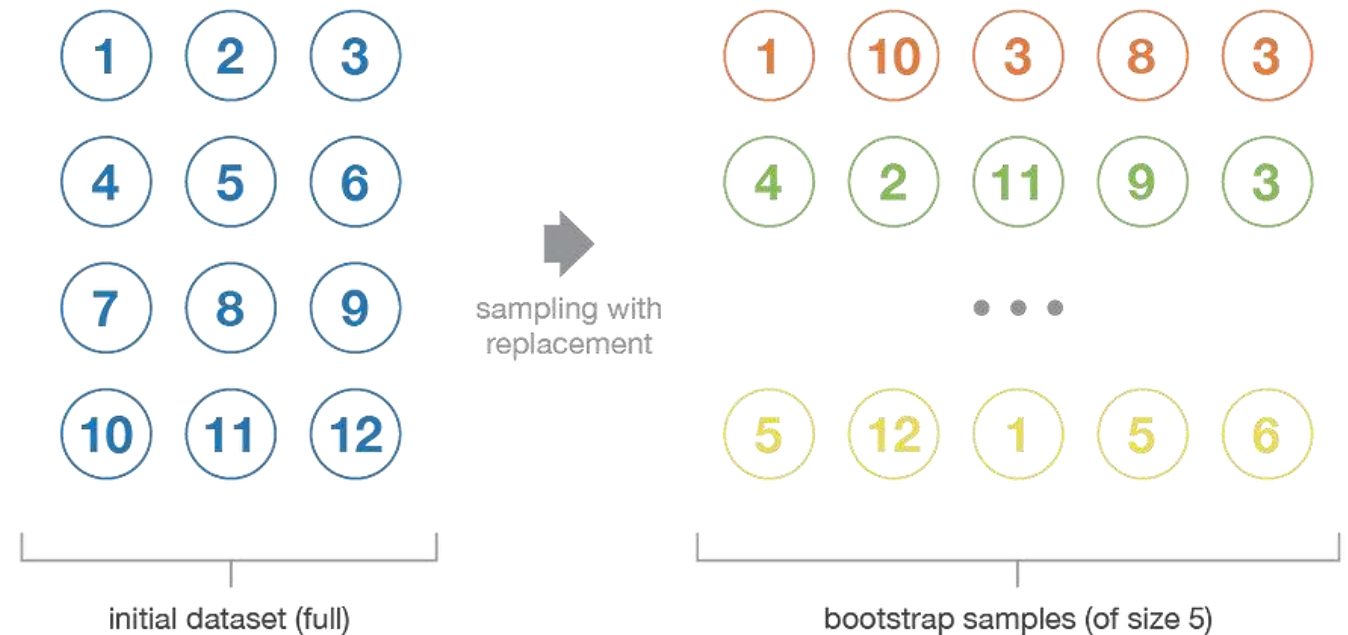 1 2 3
4 5 6
7 8 9
10 11 12
sampling with
replacement
1 10 3 8 3
4 2 11 9 3
5 12 1 5 6
initial dataset (full)
bootstrap samples (of size 5)